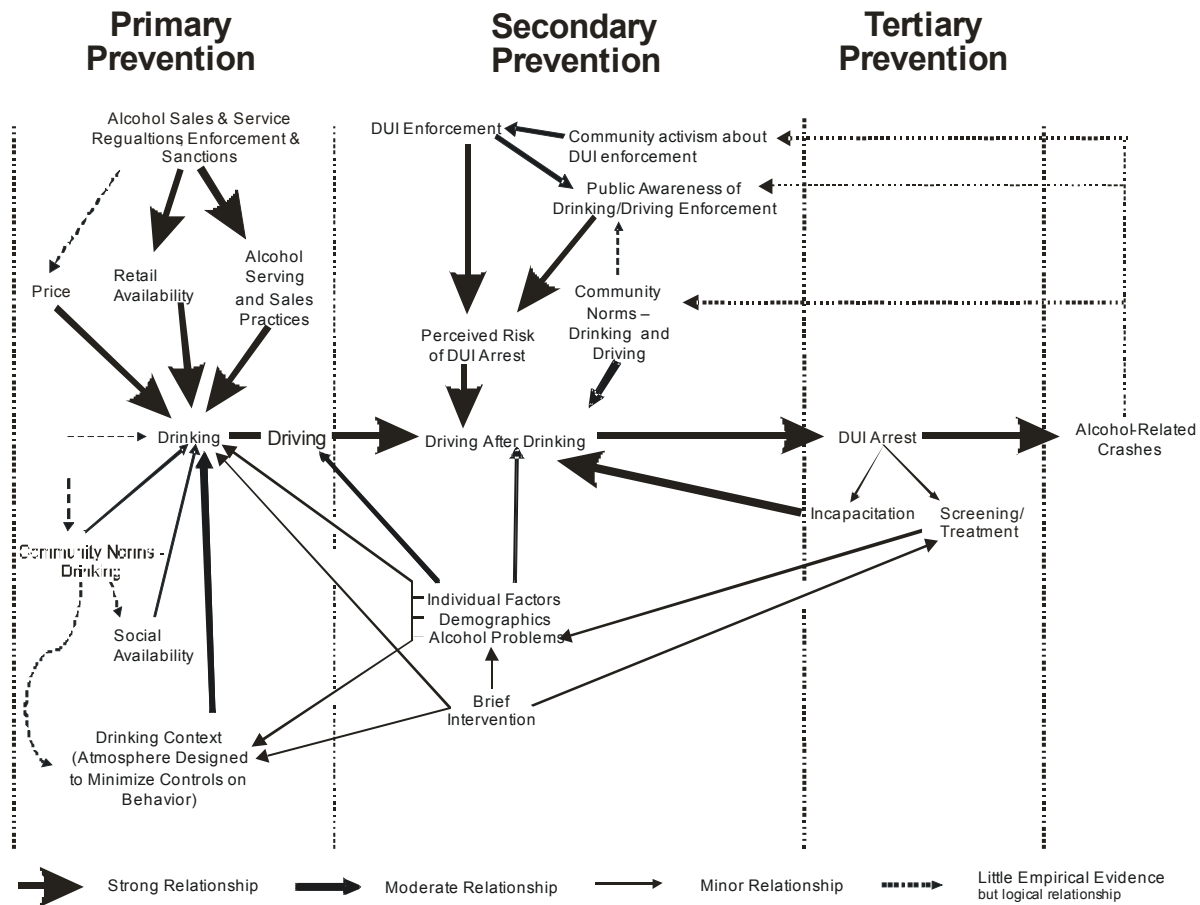 Primary
Prevention
Secondary
Prevention
Tertiary
Prevention
Alcohol Sales & Service
Regualtions Enforcement &
Sanctions
DUI Enforcement
Community activism about
DUI enforcement
Public Awareness of
Drinking/Driving Enforcement
Price
Retail
Availability
Alcohol
Serving
and Sales
Practices
Community
Norms –
Drinking and
Driving
Perceived Risk
of DUI Arrest
Drinking
Driving
Driving After Drinking
DUI Arrest
Alcohol-Related
Crashes
Incapacitation
Screening/
Treatment
Community Norms -
Drinking
Social
Availability
Individual Factors
Demographics
Alcohol Problems
Brief
Intervention
Drinking Context
(Atmosphere Designed
to Minimize Controls on
Behavior)
Strong Relationship
Moderate Relationship
Minor Relationship
Little Empirical Evidence
but logical relationship